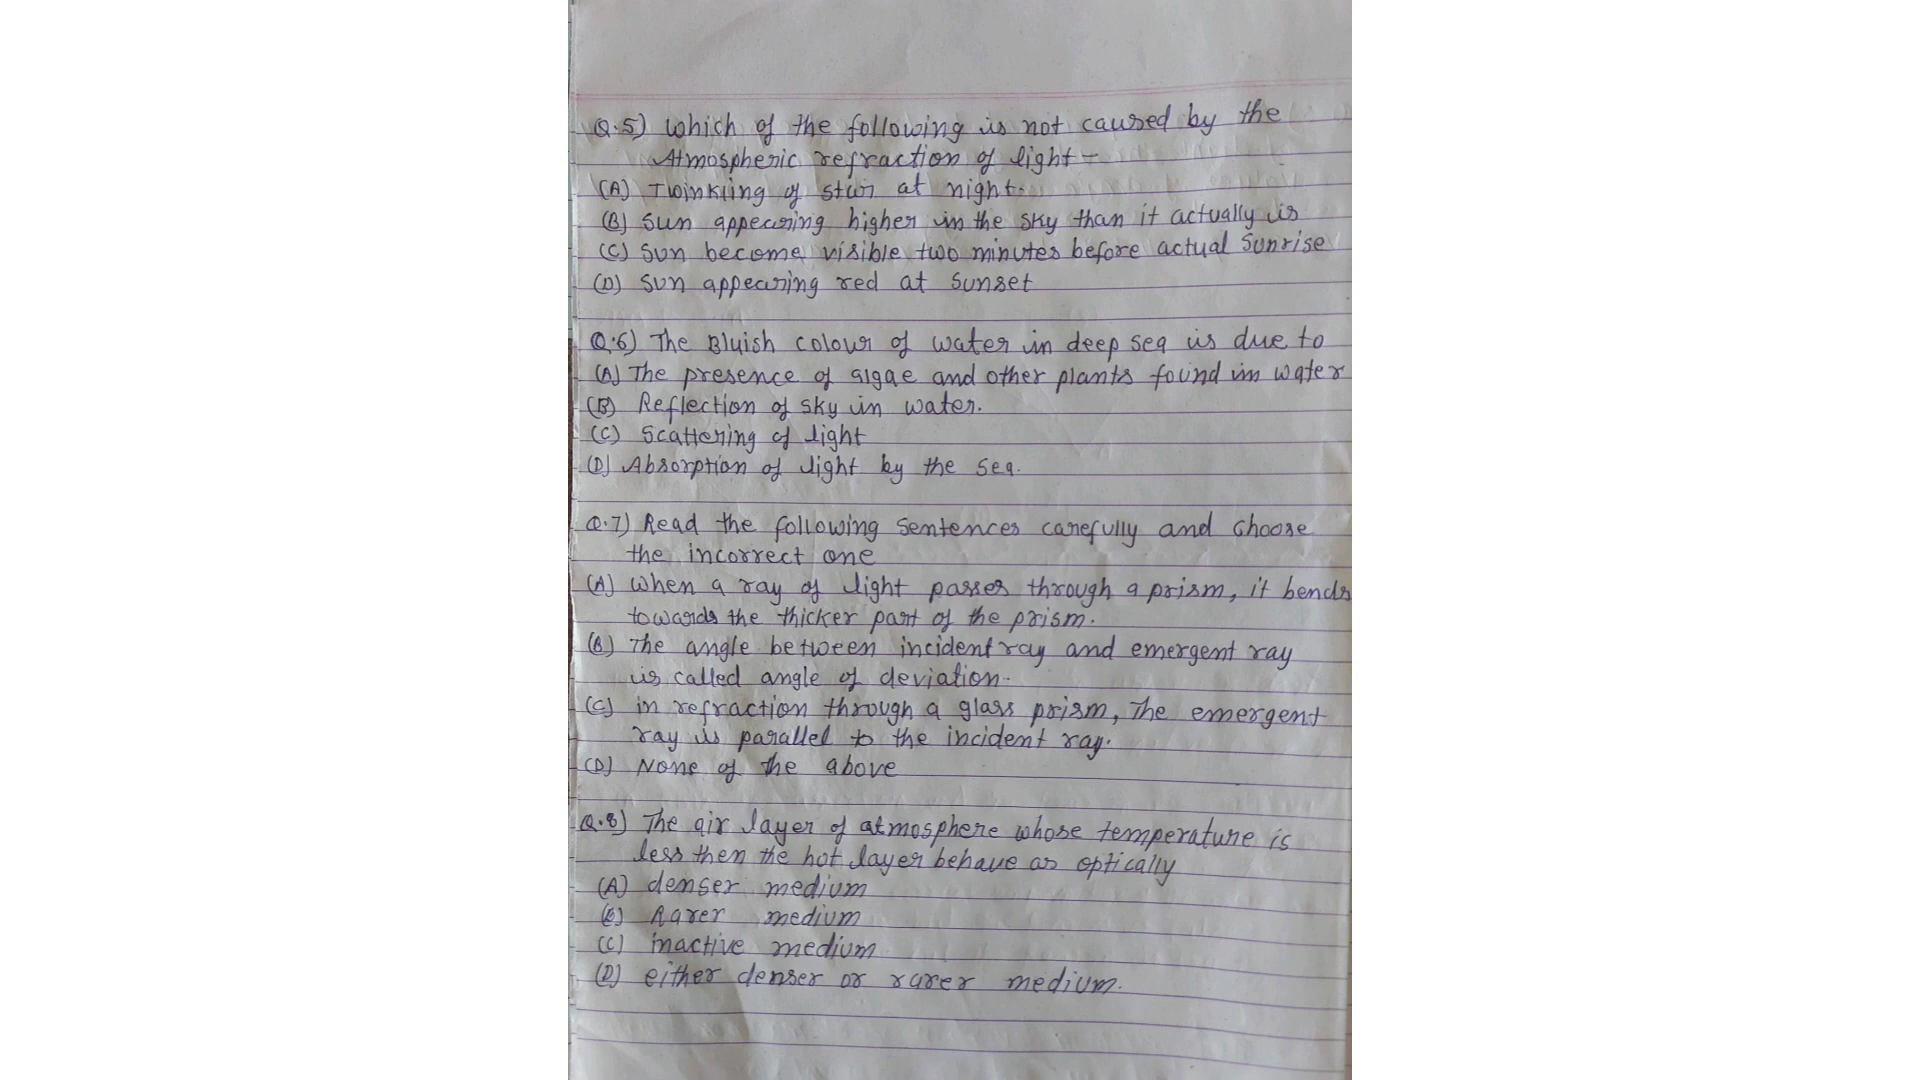 Q.5) Which of the following is not caused by the
Atmospheric refraction of light -
(A) Twinkling of star at night.
(B) Sun appearing higher in the sky than it actually is
(C) Sun become visible two minutes before actual Sunrise
(D) Sun appearing red at Sunset
Q.6) The Bluish colour of water in deep sea is due to
(A) The presence of algae and other plants found in water
(B) Reflection of sky in water.
(C) Scattering of light
(D) Absorption of light by the sea.
Q.7) Read the following sentences carefully and choose
the incorrect one
(A) When a ray of light passes through a prism, it bends
towards the thicker part of the prism.
(B) The angle between incident ray and emergent ray
is called angle of deviation.
(C) in refraction through a glass prism, The emergent
ray is parallel to the incident ray.
(D) None of the above
Q.8) The air layer of atmosphere whose temperature is
less then the hot layer behave as optically
(A) denser medium
(B) Rarer medium
(C) inactive medium
(D) either denser or rarer medium.